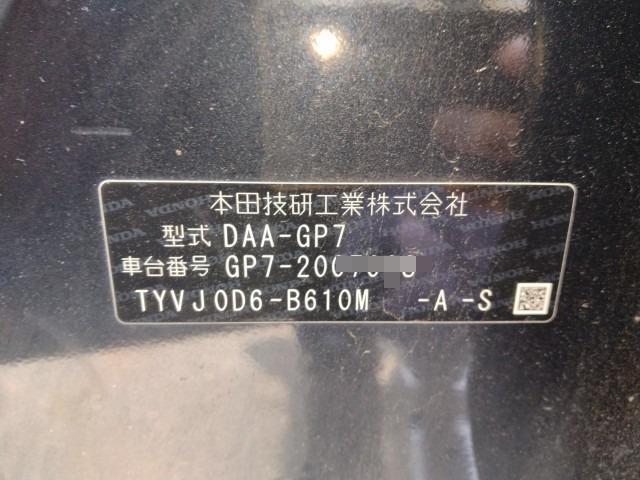 本田技研工業株式会社
型式 DAA-GP7
車台番号 GP7-200
TYVJ0D6-B610M -A-S